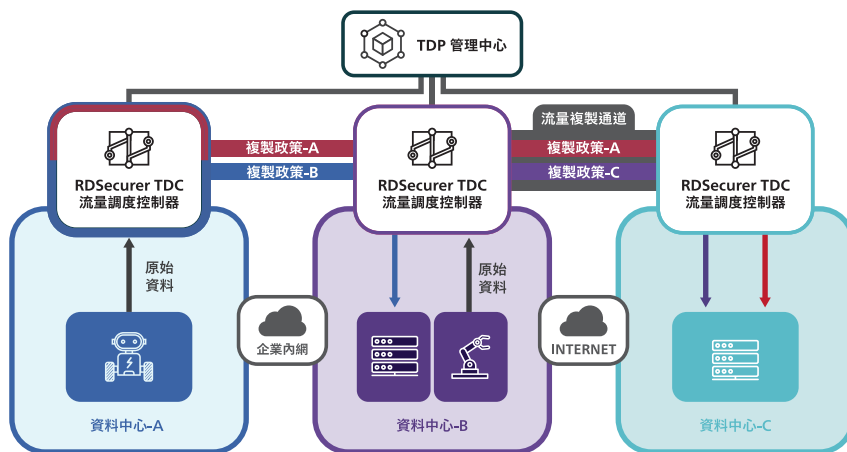 TDP 管理中心
流量複製通道
RDSecurer TDC
流量調度控制器
複製政策-A
複製政策-B
RDSecurer TDC
流量調度控制器
複製政策-A
複製政策-C
RDSecurer TDC
流量調度控制器
原始
資料
原始
資料
企業內網
INTERNET
資料中心-A
資料中心-B
資料中心-C